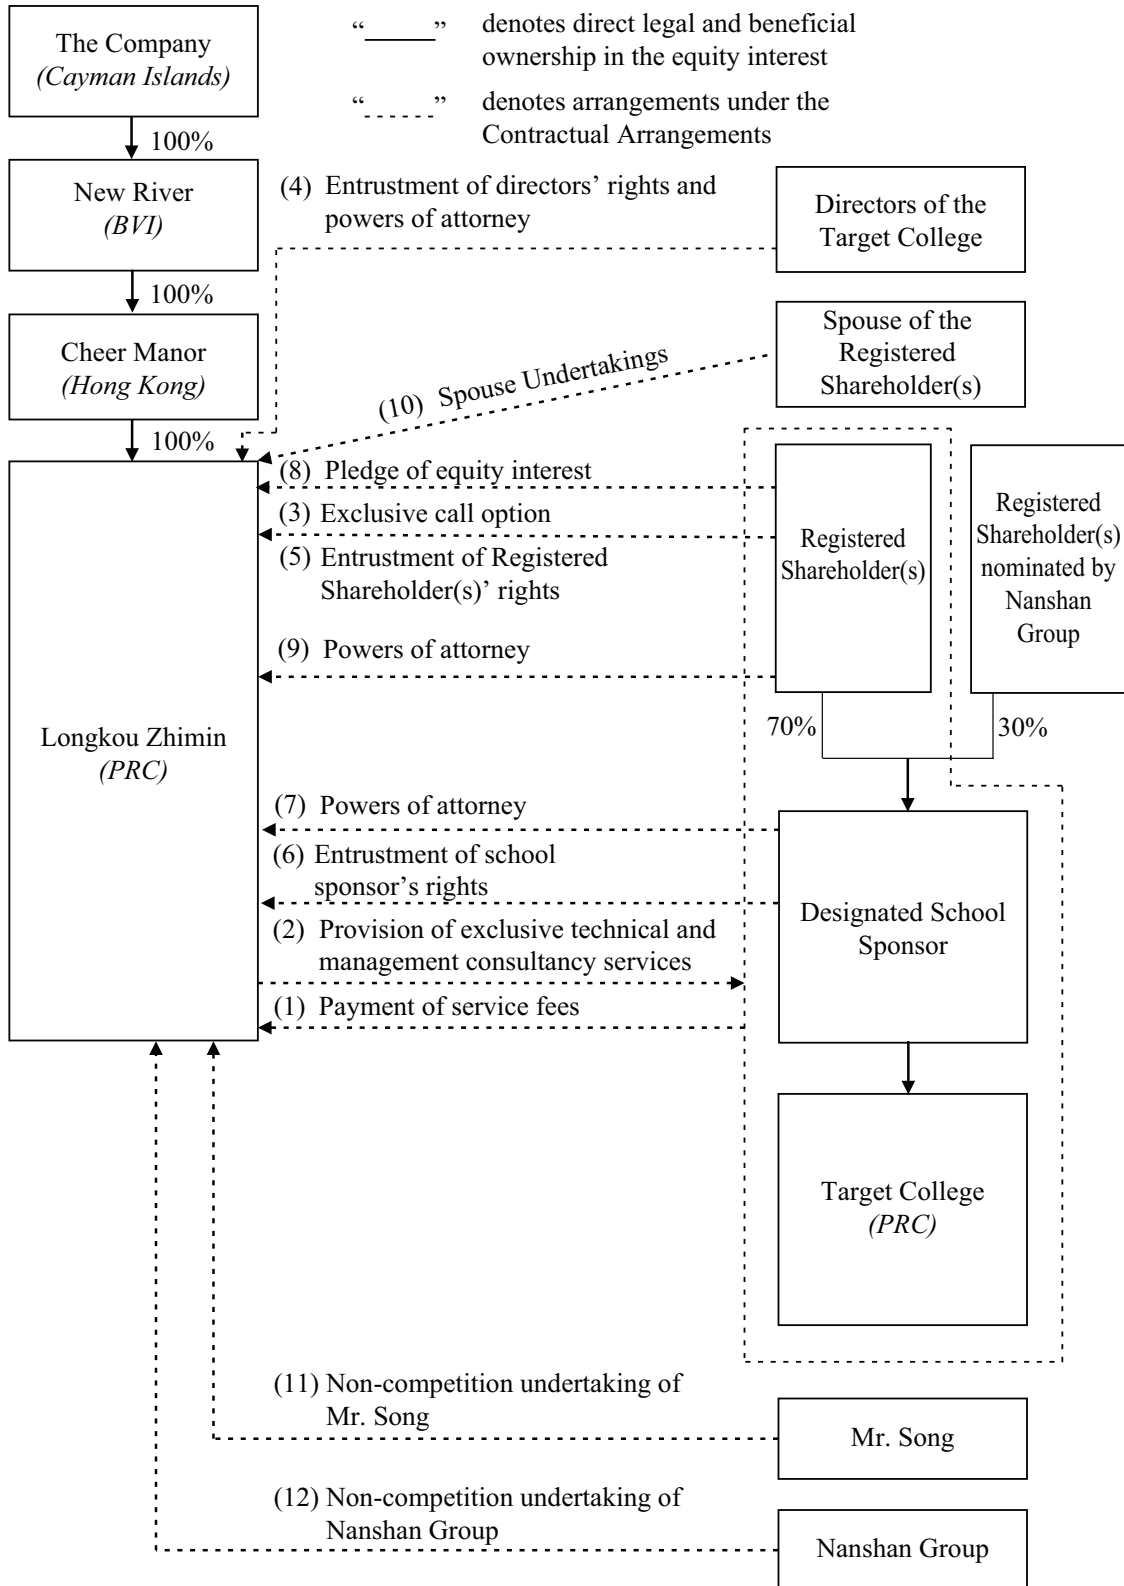 The Company
(Cayman Islands)
“_____” denotes direct legal and beneficial
ownership in the equity interest
“-----” denotes arrangements under the
Contractual Arrangements
100%
New River
(BVI)
(4) Entrustment of directors’ rights and
powers of attorney
Directors of the
Target College
100%
Cheer Manor
(Hong Kong)
Spouse of the
Registered
Shareholder(s)
(10) Spouse Undertakings
100%
(8) Pledge of equity interest
(3) Exclusive call option
(5) Entrustment of Registered
Shareholder(s)’ rights
(9) Powers of attorney
Registered
Shareholder(s)
Registered
Shareholder(s)
nominated by
Nanshan
Group
70%
30%
Longkou Zhimin
(PRC)
(7) Powers of attorney
(6) Entrustment of school
sponsor’s rights
(2) Provision of exclusive technical and
management consultancy services
(1) Payment of service fees
Designated School
Sponsor
Target College
(PRC)
(11) Non-competition undertaking of
Mr. Song
Mr. Song
(12) Non-competition undertaking of
Nanshan Group
Nanshan Group